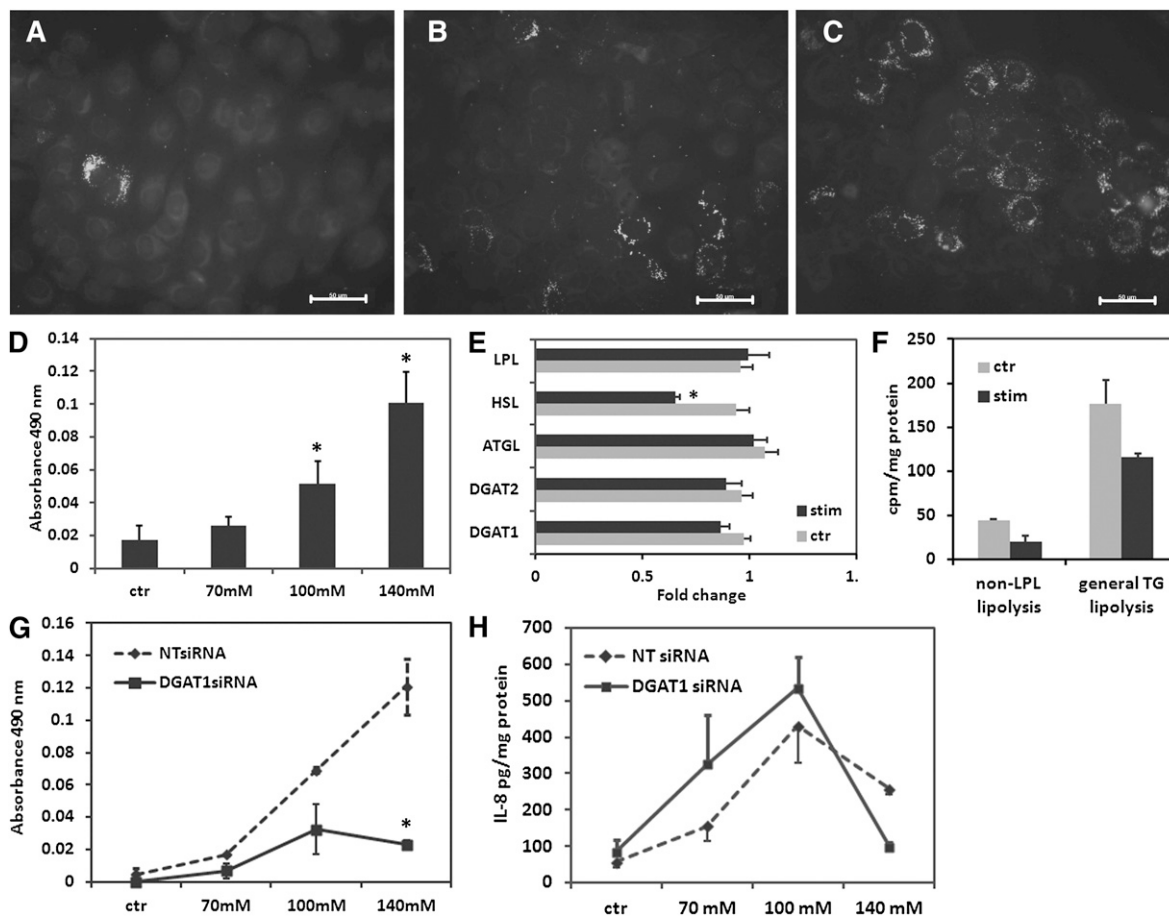 A
B
C
50 µm
50 µm
50 µm
D
0.14
0.12
0.1
0.08
0.06
0.04
0.02
0
Absorbance 490 nm
*
*
ctr 70mM 100mM 140mM
E
LPL
HSL
ATGL
DGAT2
DGAT1
*
stim
ctr
0 0.5 1 1.
Fold change
F
250
200
150
100
50
0
cpm/mg protein
ctr
stim
non-LPL general TG
lipolysis lipolysis
G
0.16
0.14
0.12
0.1
0.08
0.06
0.04
0.02
0
Absorbance 490 nm
NTsiRNA
DGAT1siRNA
*
ctr 70mM 100mM 140mM
H
700
600
500
400
300
200
100
0
IL-8 pg/mg protein
NT siRNA
DGAT1 siRNA
ctr 70 mM 100 mM 140 mM